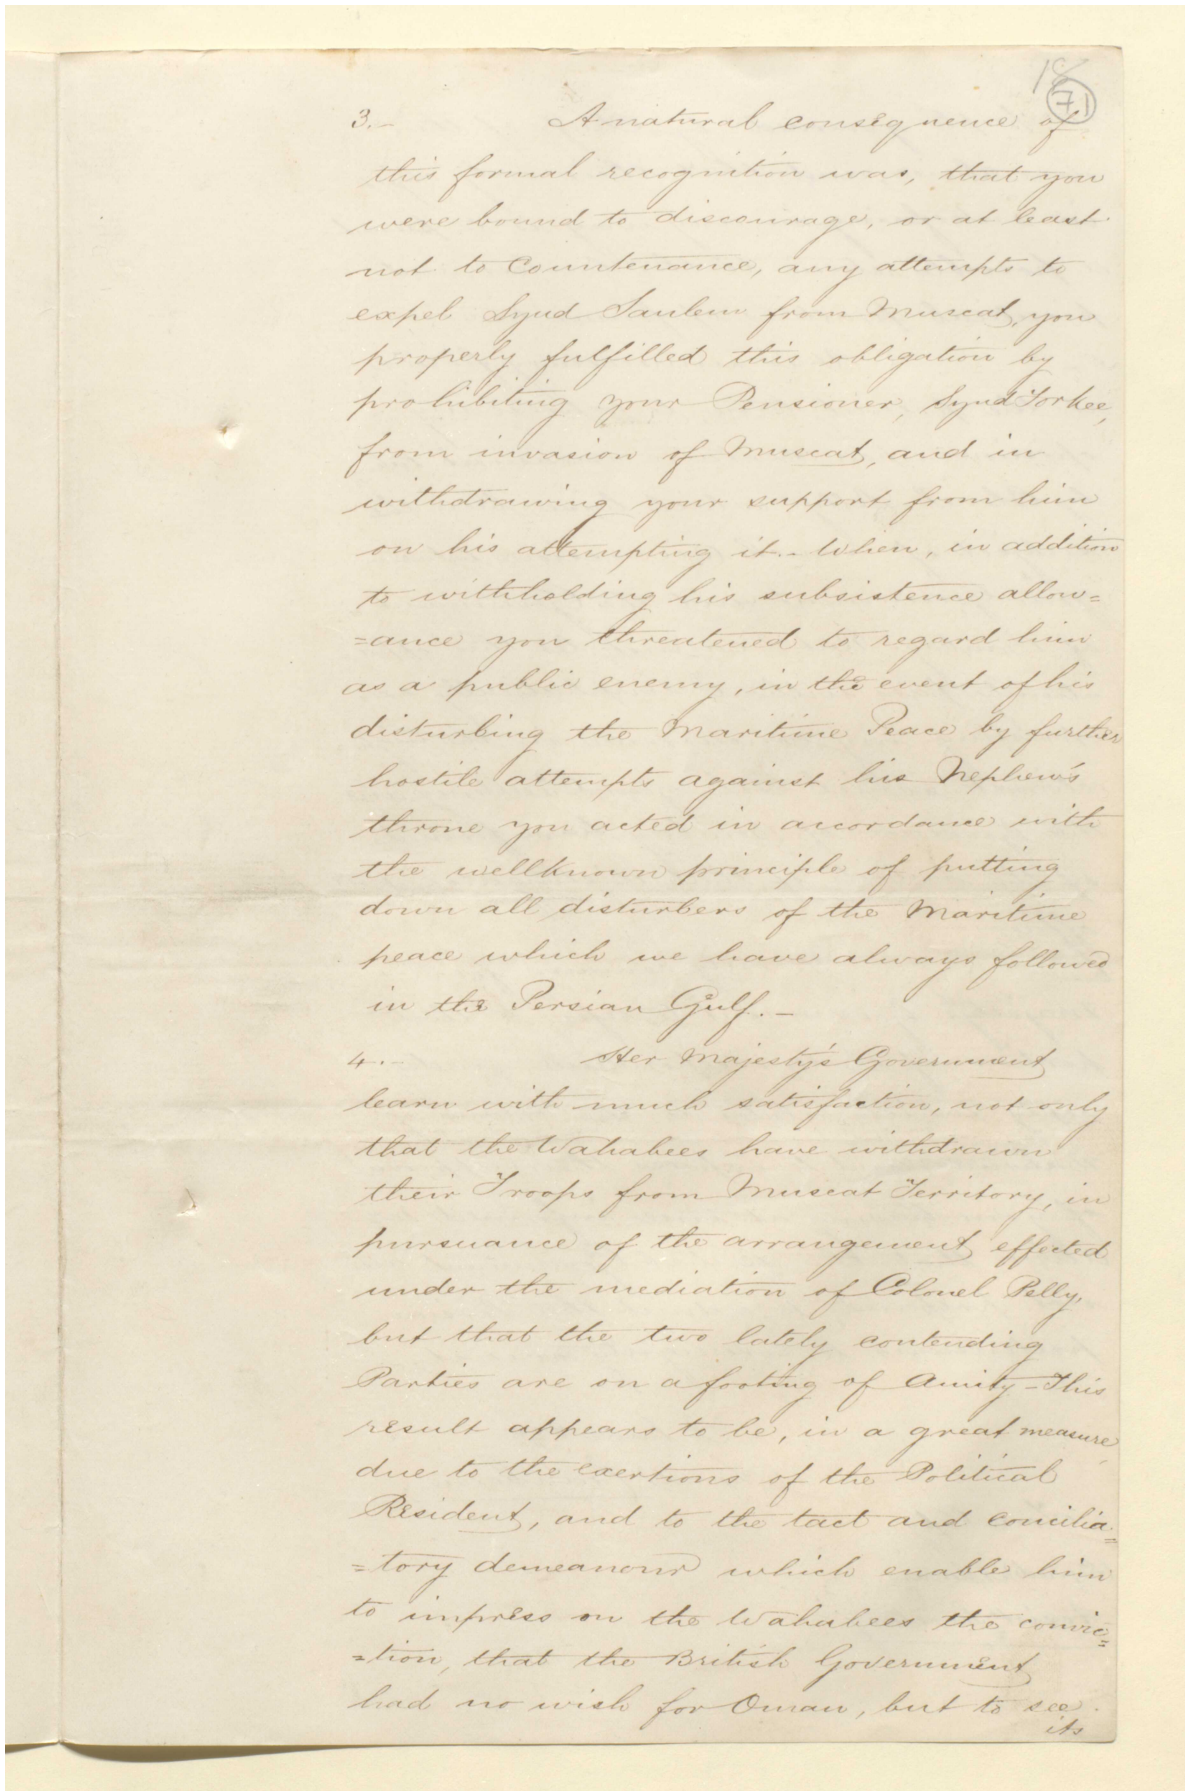 18
71
3.- A natural consequence of
this formal recognition was, that you
were bound to discourage, or at least
not to countenance, any attempts to
expel Synd Saulem from Muscat, you
properly fulfilled this obligation by
prohibiting your Pensioner, Synd Torkee,
from invasion of Muscat, and in
withdrawing your support from him
on his attempting it.- When, in addition
to withholding his subsistence allow=
=ance you threatened to regard him
as a public enemy, in the event of his
disturbing the Maritime Peace by further
hostile attempts against his Nephew's
throne you acted in accordance with
the wellknown principle of putting
down all disturbers of the Maritime
peace which we have always followed
in the Persian Gulf.-
4.- Her Majesty's Government
learn with much satisfaction, not only
that the Wahabees have withdrawn
their Troops from Muscat Territory, in
pursuance of the arrangement effected
under the mediation of Colonel Pelly,
but that the two lately contending
Parties are on a footing of Amity - This
result appears to be, in a great measure,
due to the exertions of the Political
Resident, and to the tact and concilia=
=tory demeanour which enable him
to impress on the Wahabees the convic=
=tion, that the British Government
had no wish for Oman, but to see
its